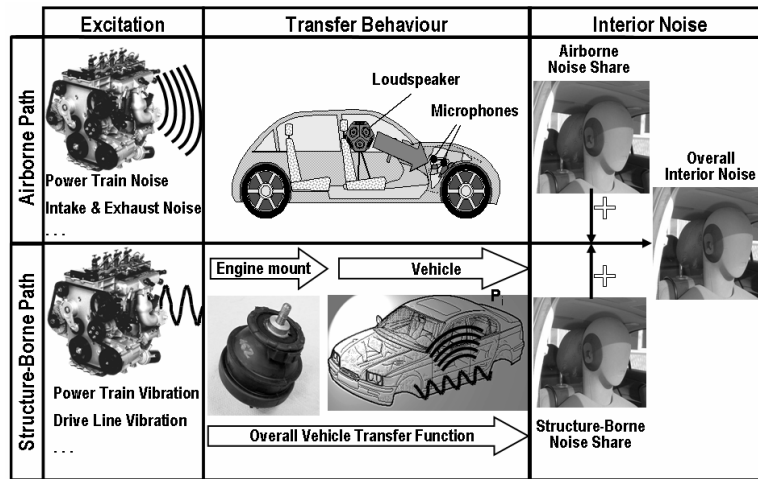 Excitation
Transfer Behaviour
Interior Noise
Airborne Path
Power Train Noise
Intake & Exhaust Noise
. . .
Loudspeaker
Microphones
Airborne
Noise Share
Overall
Interior Noise
Structure-Borne Path
Power Train Vibration
Drive Line Vibration
. . .
Engine mount
Vehicle
Pi
Overall Vehicle Transfer Function
Structure-Borne
Noise Share